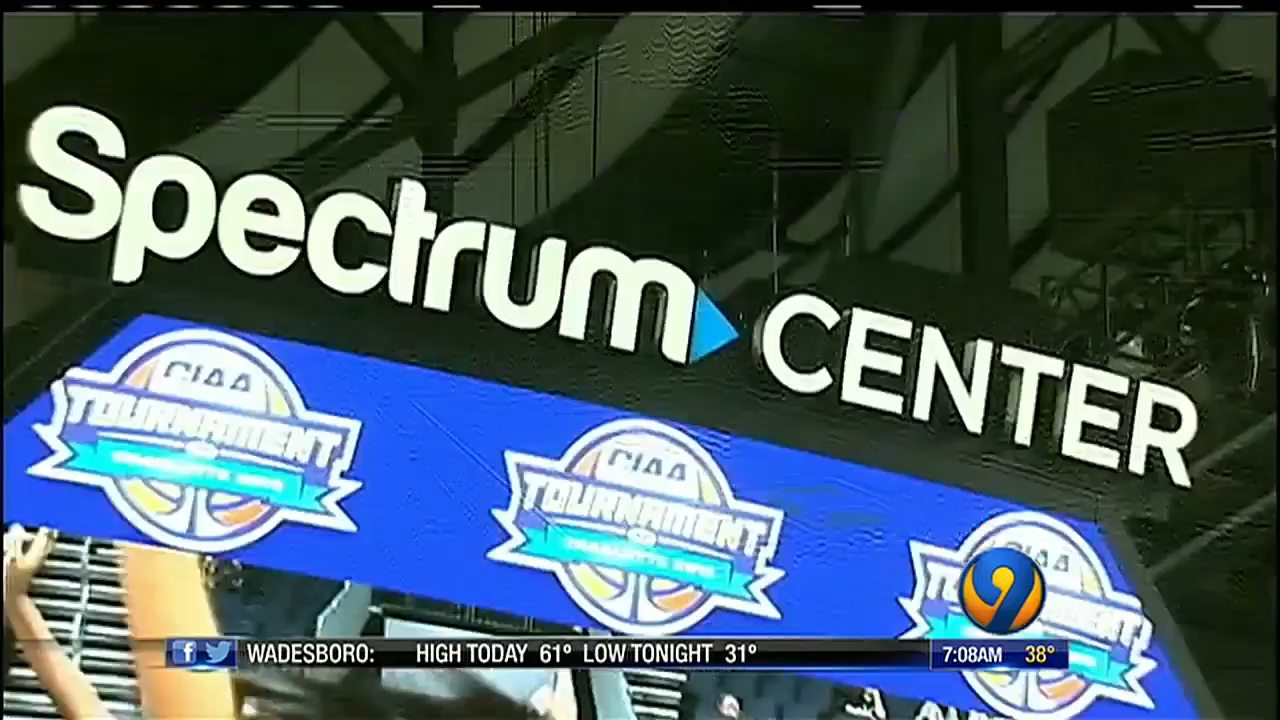 Spectrum CENTER
CIAA
TOURNAMENT
CIAA
TOURNAMENT
CIAA
9
WADESBORO: HIGH TODAY 61° LOW TONIGHT 31°
7:08AM 38°